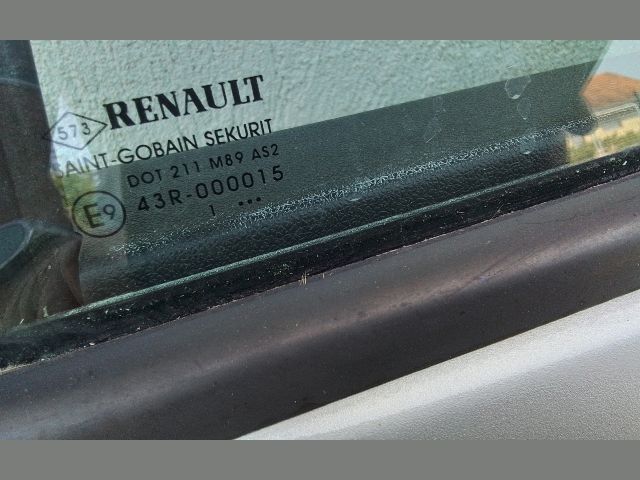 RENAULT
573
SAINT-GOBAIN SEKURIT
DOT 211 M89 AS2
E9 43R-000015
1 ...